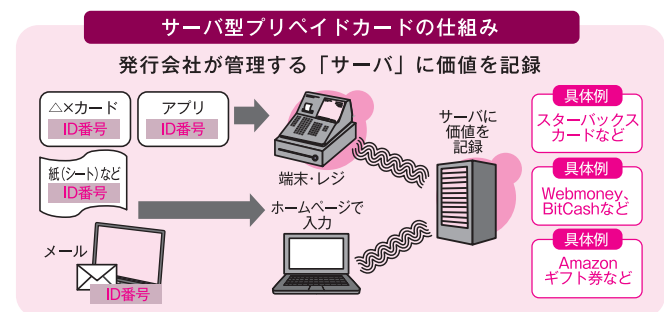 サーバ型プリペイドカードの仕組み
発行会社が管理する「サーバ」に価値を記録
△×カード
ID番号
アプリ
ID番号
紙(シート)など
ID番号
メール
ID番号
端末・レジ
ホームページで
入力
サーバに
価値を
記録
具体例
スターバックス
カードなど
具体例
Webmoney、
BitCashなど
具体例
Amazon
ギフト券など